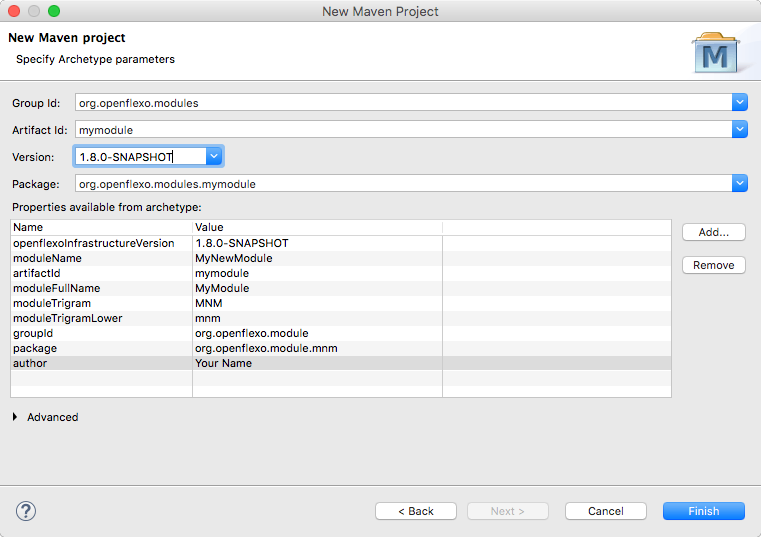 New Maven Project
New Maven project
Specify Archetype parameters
M
Group Id: org.openflexo.modules
Artifact Id: mymodule
Version: 1.8.0-SNAPSHOT
Package: org.openflexo.modules.mymodule
Properties available from archetype:
Name Value
openflexoInfrastructureVersion 1.8.0-SNAPSHOT
moduleName MyNewModule
artifactId mymodule
moduleFullName MyModule
moduleTrigram MNM
moduleTrigramLower mnm
groupId org.openflexo.module
package org.openflexo.module.mnm
author Your Name
Add...
Remove
Advanced
? < Back Next > Cancel Finish